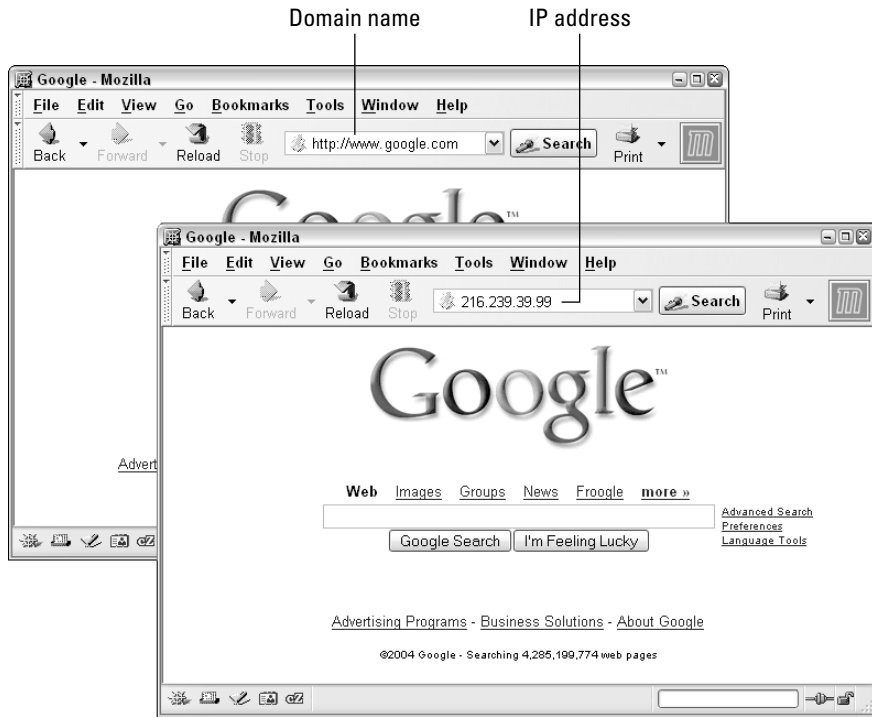 Domain name
IP address
Google - Mozilla
File Edit View Go Bookmarks Tools Window Help
Back Forward Reload Stop http://www.google.com Search Print
Google™
Google - Mozilla
File Edit View Go Bookmarks Tools Window Help
Back Forward Reload Stop 216.239.39.99 Search Print
Google™
Advert
Web Images Groups News Froogle more »
Advanced Search
Preferences
Language Tools
Google Search I'm Feeling Lucky
Advertising Programs - Business Solutions - About Google
©2004 Google - Searching 4,285,199,774 web pages